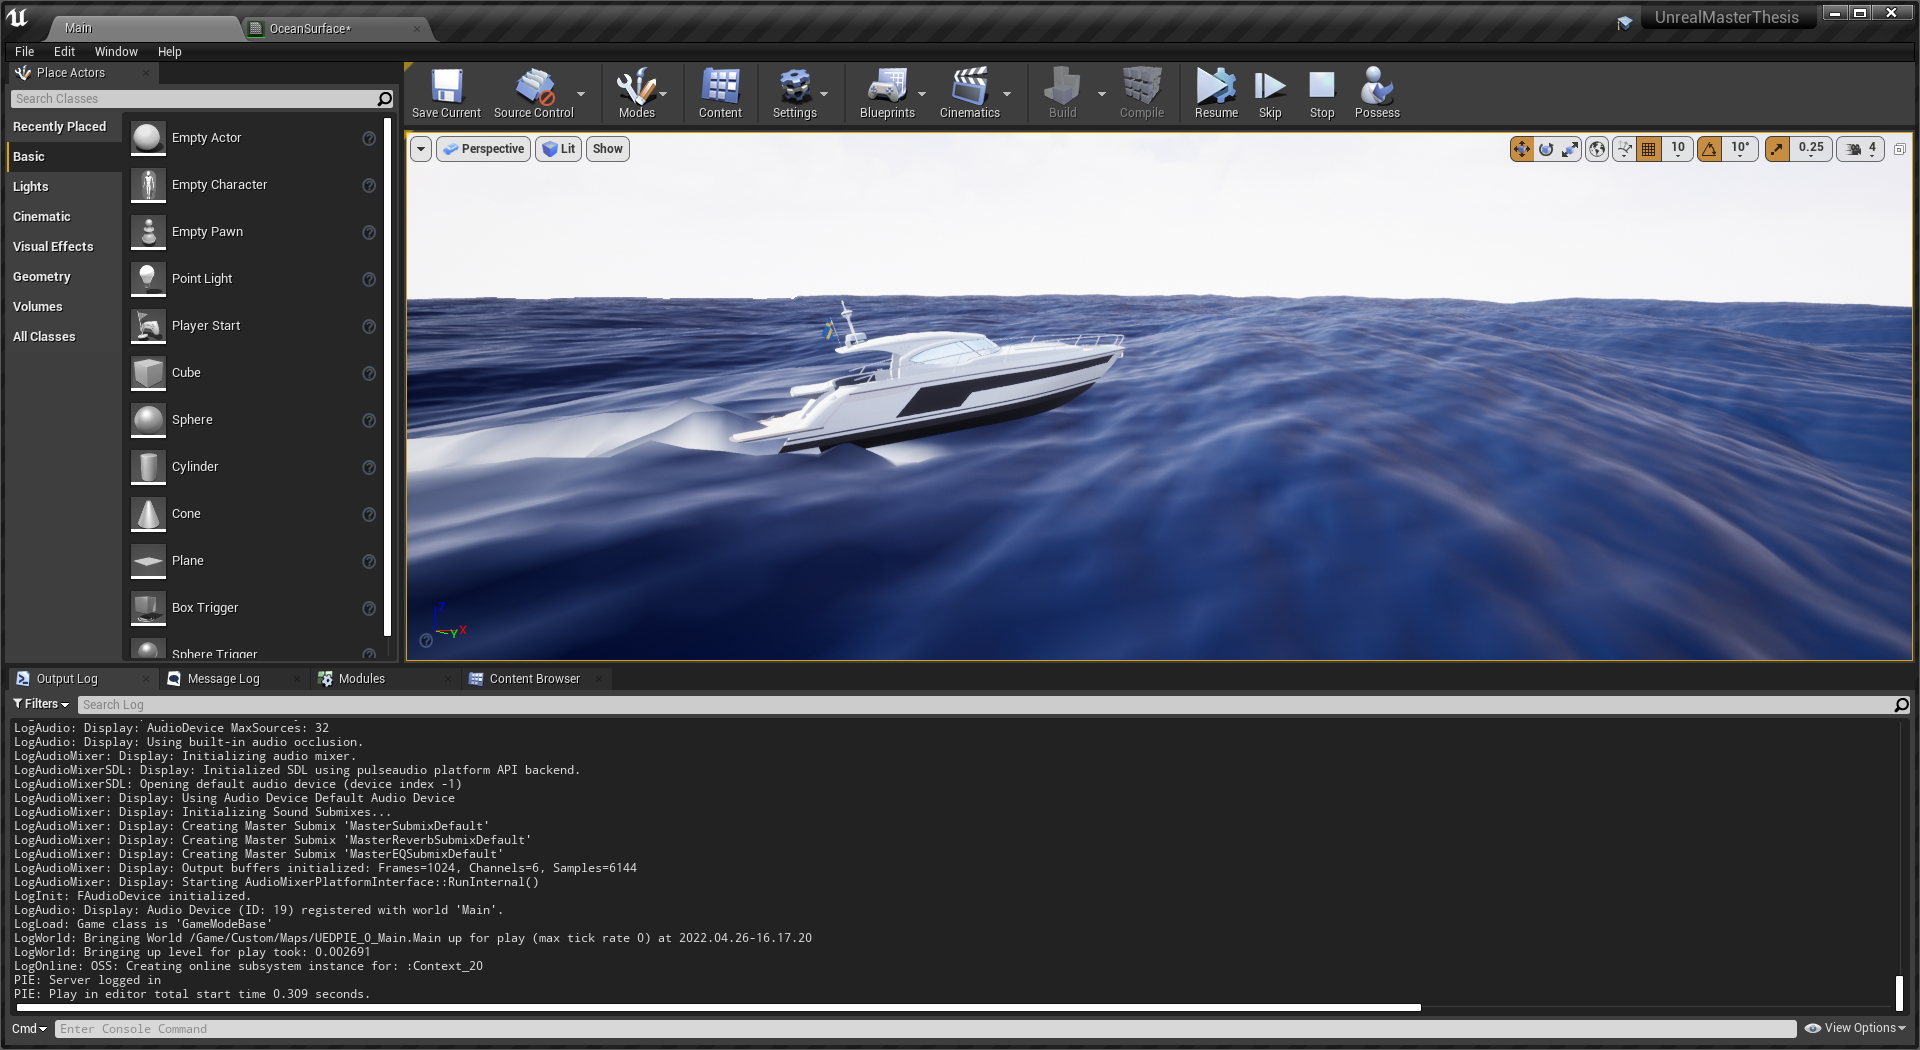 Main
OceanSurface*
UnrealMasterThesis
File Edit Window Help
Place Actors
Search Classes
Recently Placed
Basic
Lights
Cinematic
Visual Effects
Geometry
Volumes
All Classes
Empty Actor
Empty Character
Empty Pawn
Point Light
Player Start
Cube
Sphere
Cylinder
Cone
Plane
Box Trigger
Sphere Trigger
Save Current
Source Control
Modes
Content
Settings
Blueprints
Cinematics
Build
Compile
Resume
Skip
Stop
Possess
Perspective
Lit
Show
10
10°
0.25
4
Z
Y
X
Output Log
Message Log
Modules
Content Browser
Filters
Search Log
LogAudio: Display: AudioDevice MaxSources: 32
LogAudio: Display: Using built-in audio occlusion.
LogAudioMixer: Display: Initializing audio mixer.
LogAudioMixerSDL: Display: Initialized SDL using pulseaudio platform API backend.
LogAudioMixerSDL: Opening default audio device (device index -1)
LogAudioMixer: Display: Using Audio Device Default Audio Device
LogAudioMixer: Display: Initializing Sound Submixes...
LogAudioMixer: Display: Creating Master Submix 'MasterSubmixDefault'
LogAudioMixer: Display: Creating Master Submix 'MasterReverbSubmixDefault'
LogAudioMixer: Display: Creating Master Submix 'MasterEQSubmixDefault'
LogAudioMixer: Display: Output buffers initialized: Frames=1024, Channels=6, Samples=6144
LogAudioMixer: Display: Starting AudioMixerPlatformInterface::RunInternal()
LogInit: FAudioDevice initialized.
LogAudio: Display: Audio Device (ID: 19) registered with world 'Main'.
LogLoad: Game class is 'GameModeBase'
LogWorld: Bringing World /Game/Custom/Maps/UEDPIE_0_Main.Main up for play (max tick rate 0) at 2022.04.26-16.17.20
LogWorld: Bringing up level for play took: 0.002691
LogOnline: OSS: Creating online subsystem instance for: :Context_20
PIE: Server logged in
PIE: Play in editor total start time 0.309 seconds.
Cmd
Enter Console Command
View Options